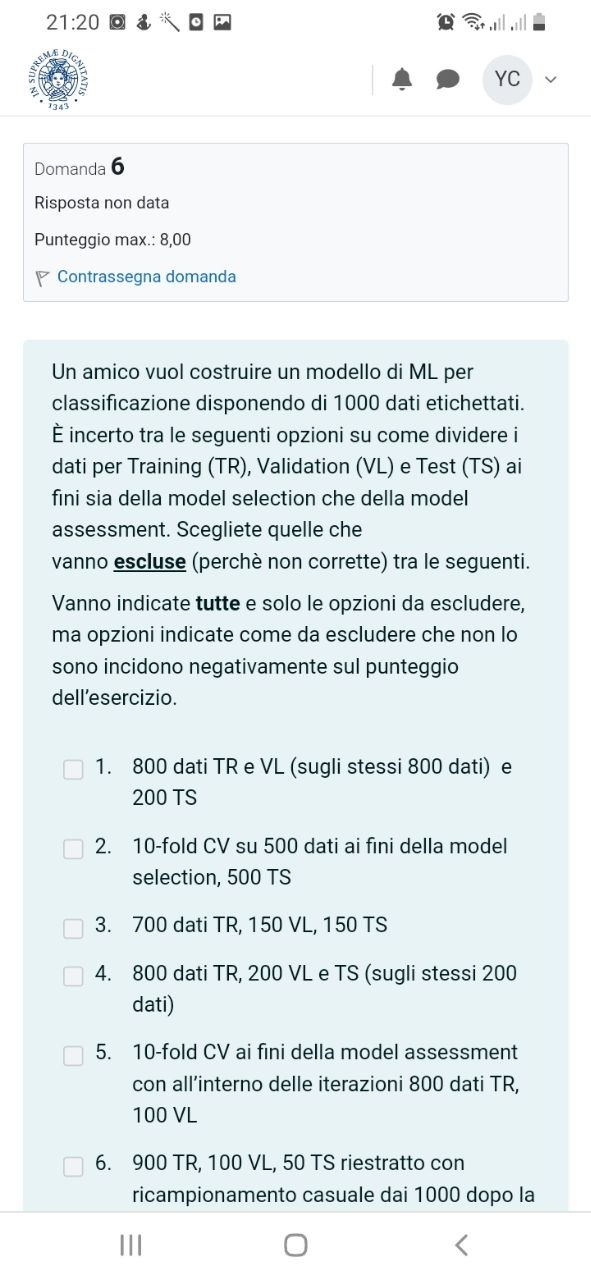 21:20
IN SUPREMÆ DIGNITATIS
1343
YC
Domanda 6
Risposta non data
Punteggio max.: 8,00
Contrassegna domanda
Un amico vuol costruire un modello di ML per
classificazione disponendo di 1000 dati etichettati.
È incerto tra le seguenti opzioni su come dividere i
dati per Training (TR), Validation (VL) e Test (TS) ai
fini sia della model selection che della model
assessment. Scegliete quelle che
vanno escluse (perchè non corrette) tra le seguenti.
Vanno indicate tutte e solo le opzioni da escludere,
ma opzioni indicate come da escludere che non lo
sono incidono negativamente sul punteggio
dell'esercizio.
1. 800 dati TR e VL (sugli stessi 800 dati) e
200 TS
2. 10-fold CV su 500 dati ai fini della model
selection, 500 TS
3. 700 dati TR, 150 VL, 150 TS
4. 800 dati TR, 200 VL e TS (sugli stessi 200
dati)
5. 10-fold CV ai fini della model assessment
con all'interno delle iterazioni 800 dati TR,
100 VL
6. 900 TR, 100 VL, 50 TS riestratto con
ricampionamento casuale dai 1000 dopo la